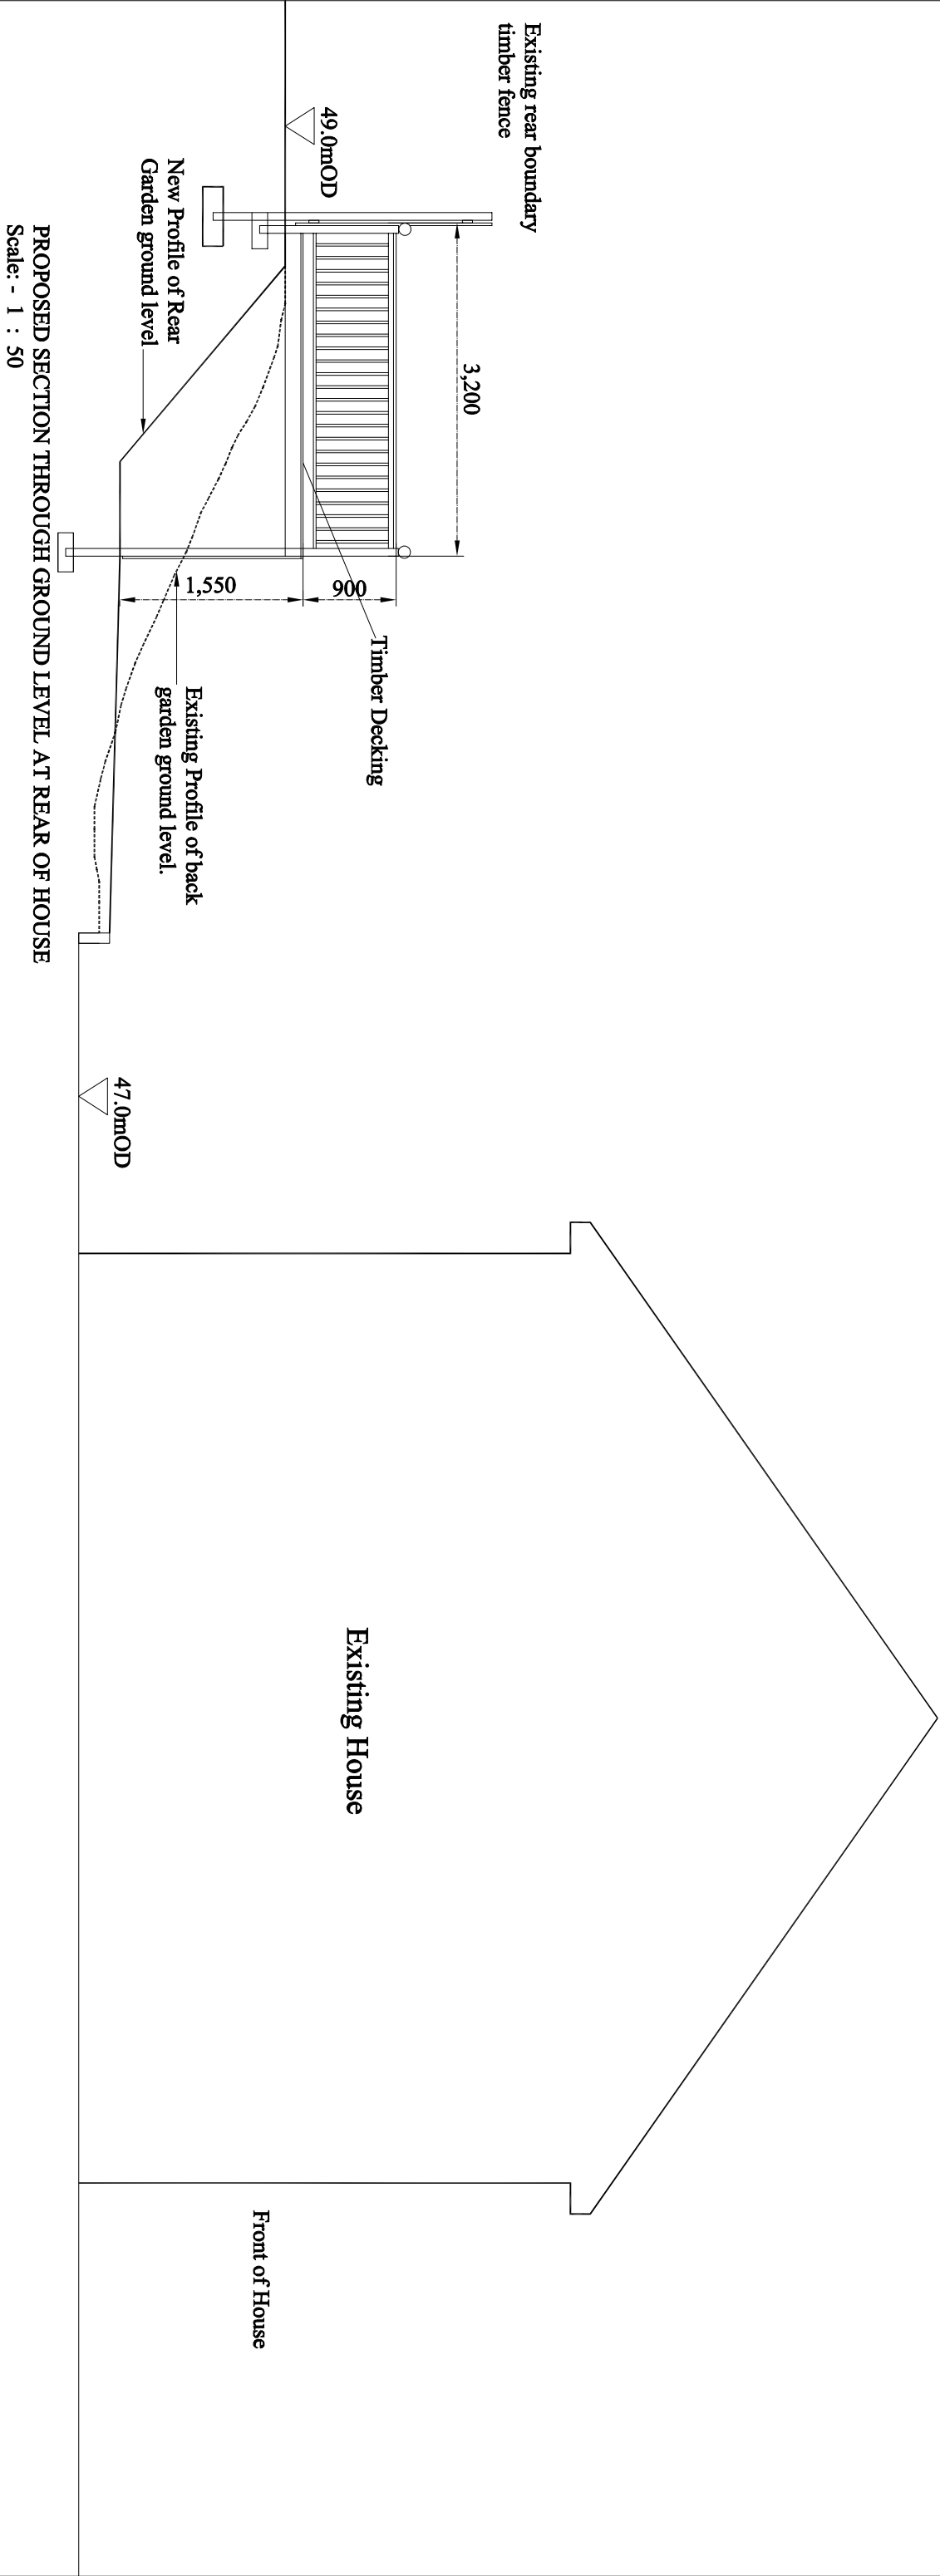 Existing rear boundary
timber fence
49.0mOD
3,200
New Profile of Rear
Garden ground level
1,550
900
Timber Decking
Existing Profile of back
garden ground level.
47.0mOD
Existing House
Front of House
PROPOSED SECTION THROUGH GROUND LEVEL AT REAR OF HOUSE
Scale: - 1 : 50